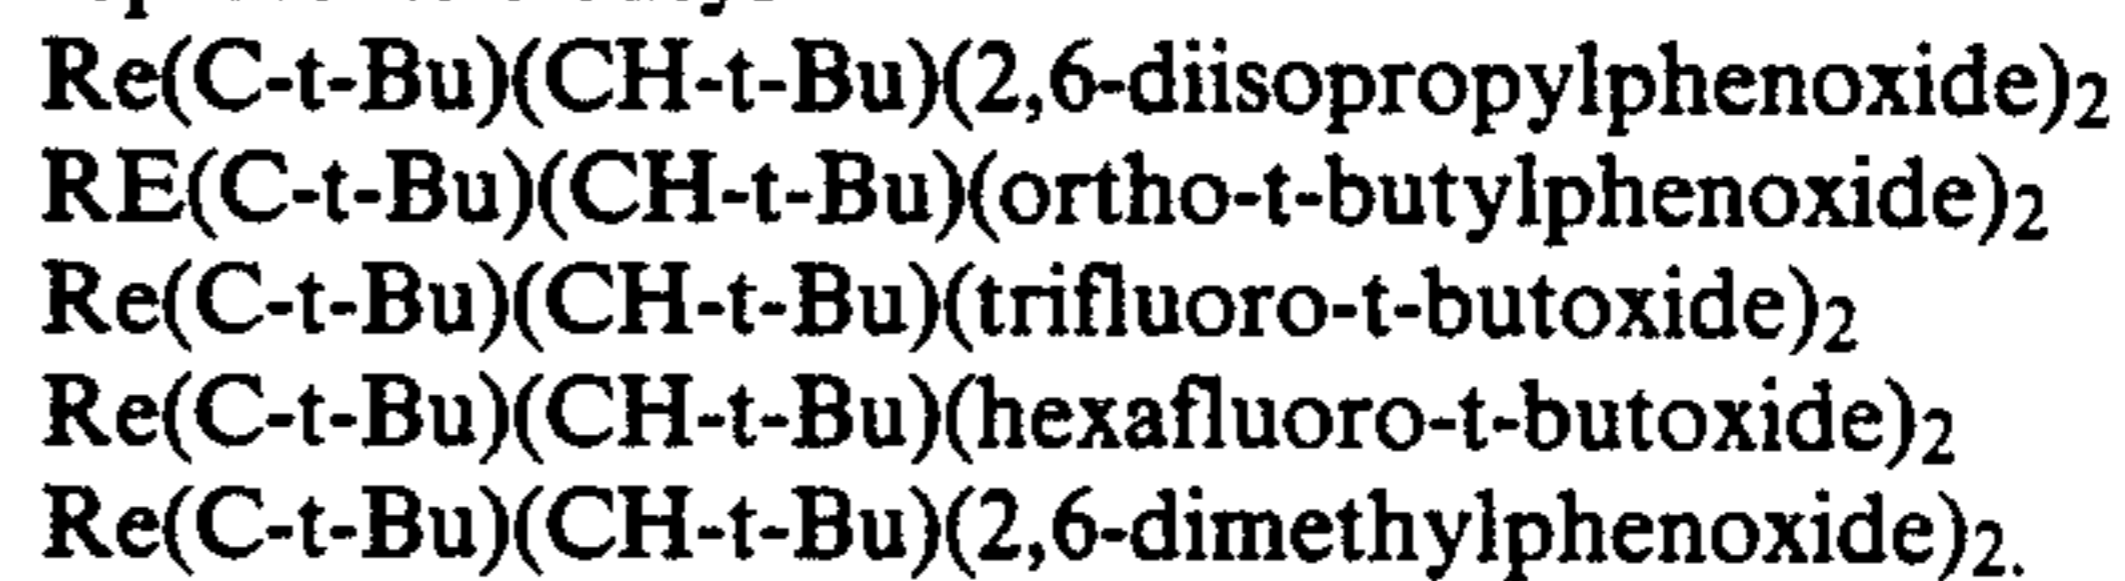 Re(C-t-Bu)(CH-t-Bu)(2,6-diisopropylphenoxide)2
RE(C-t-Bu)(CH-t-Bu)(ortho-t-butylphenoxide)2
Re(C-t-Bu)(CH-t-Bu)(trifluoro-t-butoxide)2
Re(C-t-Bu)(CH-t-Bu)(hexafluoro-t-butoxide)2
Re(C-t-Bu)(CH-t-Bu)(2,6-dimethylphenoxide)2.